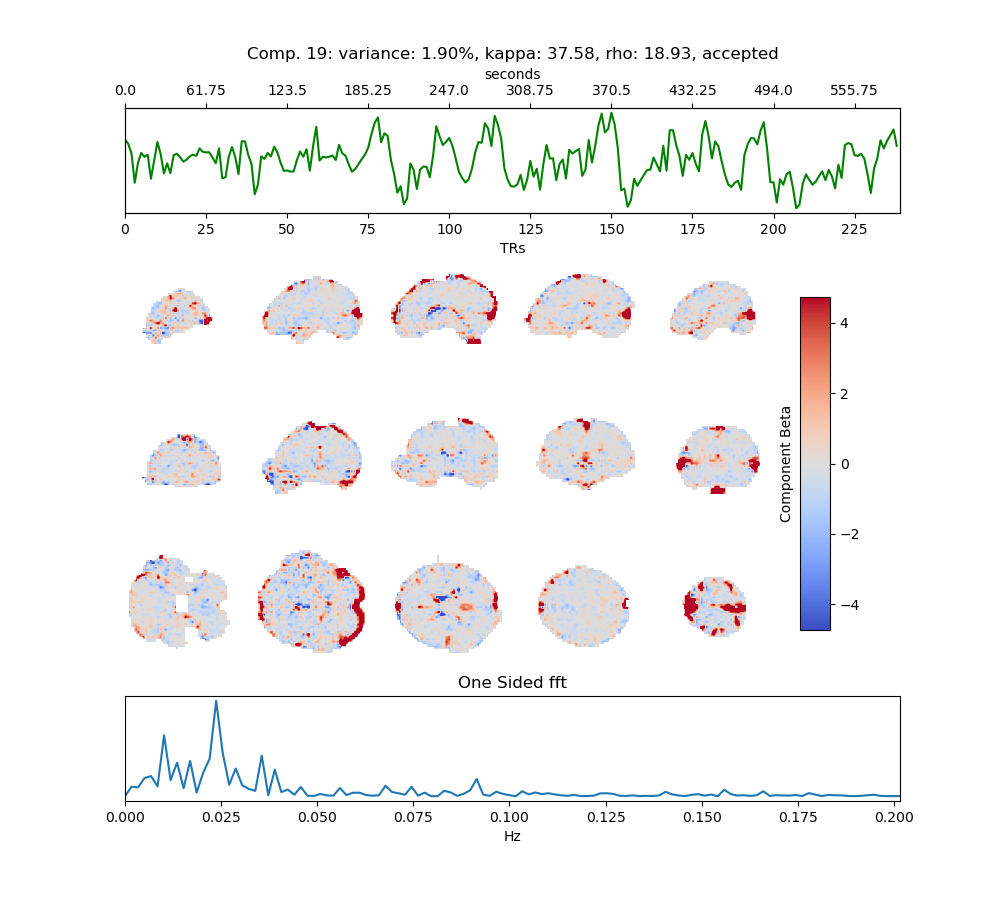 Comp. 19: variance: 1.90%, kappa: 37.58, rho: 18.93, accepted
seconds
0.0 61.75 123.5 185.25 247.0 308.75 370.5 432.25 494.0 555.75
0 25 50 75 100 125 150 175 200 225
TRs
4
2
0
−2
−4
Component Beta
One Sided fft
0.000 0.025 0.050 0.075 0.100 0.125 0.150 0.175 0.200
Hz